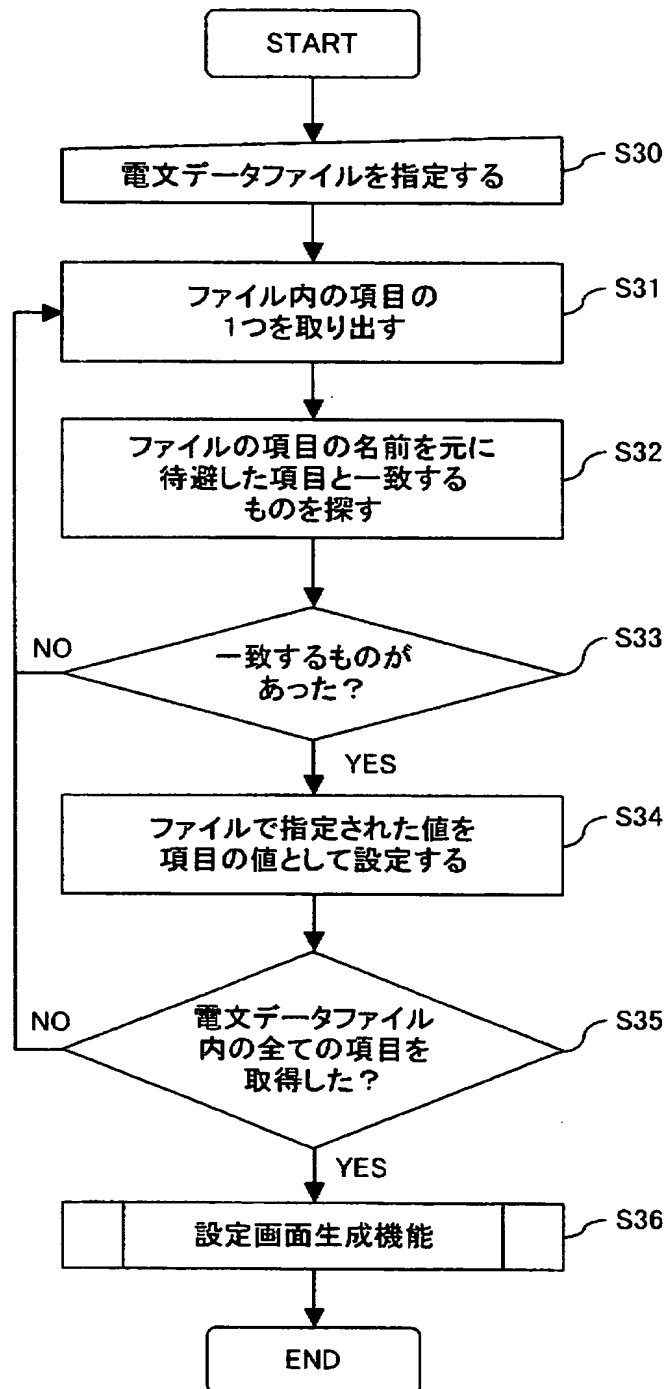 START
電文データファイルを指定する
S30
ファイル内の項目の
1つを取り出す
S31
ファイルの項目の名前を元に
待避した項目と一致する
ものを探す
S32
一致するものが
あった？
S33
NO
YES
ファイルで指定された値を
項目の値として設定する
S34
電文データファイル
内の全ての項目を
取得した？
S35
NO
YES
設定画面生成機能
S36
END